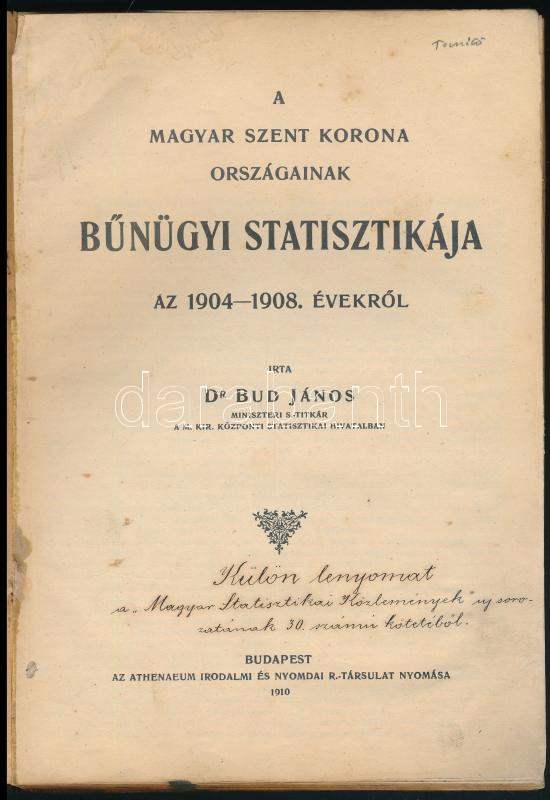 A
MAGYAR SZENT KORONA
ORSZÁGAINAK
BŰNÜGYI STATISZTIKÁJA
AZ 1904—1908. ÉVEKRŐL
IRTA
DR BUD JÁNOS
MINISZTERI S.-TITKÁR
A M. KIR. KÖZPONTI STATISZTIKAI HIVATALBAN
darabanth
Külön lenyomat
a „Magyar Statisztikai Közlemények" uj soro-
zatának 30. számú kötetéből.
BUDAPEST
AZ ATHENAEUM IRODALMI ÉS NYOMDAI R.-TÁRSULAT NYOMÁSA
1910